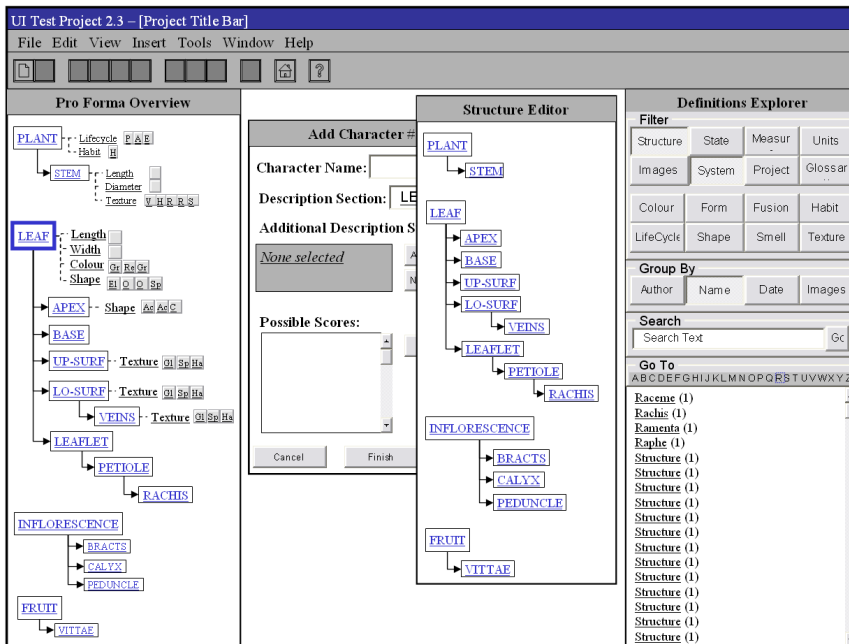 UI Test Project 2.3 – [Project Title Bar]
File Edit View Insert Tools Window Help
?
Pro Forma Overview
PLANT Lifecycle P A E
Habit H
STEM Length
Diameter
Texture V H R R S
LEAF Length
Width
Colour Gr Re Gr
Shape El O O Sp
APEX Shape Ac Ac C
BASE
UP-SURF Texture Gl Sp Ha
LO-SURF Texture Gl Sp Ha
VEINS Texture Gl Sp Ha
LEAFLET
PETIOLE
RACHIS
INFLORESCENCE
BRACTS
CALYX
PEDUNCLE
FRUIT
VITTAE
Add Character #
Character Name:
Description Section: LE
Additional Description S
None selected
A
N
Possible Scores:
Cancel Finish
Structure Editor
PLANT
STEM
LEAF
APEX
BASE
UP-SURF
LO-SURF
VEINS
LEAFLET
PETIOLE
RACHIS
INFLORESCENCE
BRACTS
CALYX
PEDUNCLE
FRUIT
VITTAE
Definitions Explorer
Filter
Structure State Measur Units
Images System Project Glossar
Colour Form Fusion Habit
LifeCycle Shape Smell Texture
Group By
Author Name Date Images
Search
Search Text Go
Go To
ABCDEFGHIJKLMNOPQRSTUVWXYZ
Raceme (1)
Rachis (1)
Ramenta (1)
Raphe (1)
Structure (1)
Structure (1)
Structure (1)
Structure (1)
Structure (1)
Structure (1)
Structure (1)
Structure (1)
Structure (1)
Structure (1)
Structure (1)
Structure (1)
Structure (1)